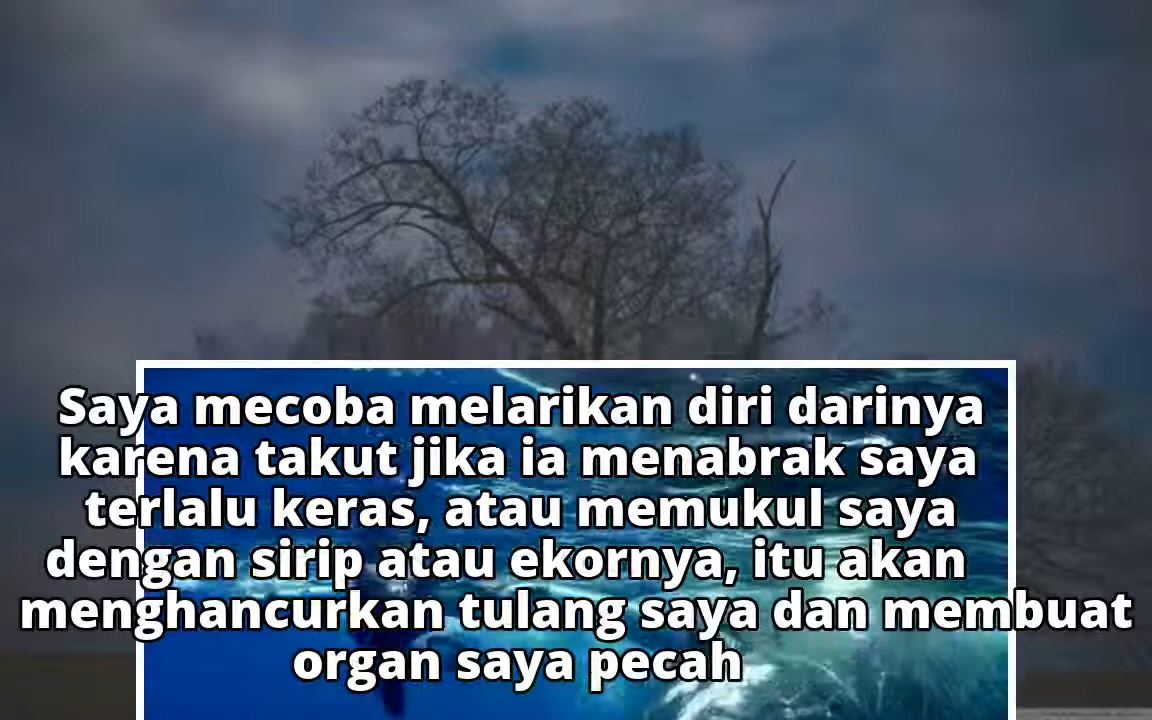 Saya mecoba melarikan diri darinya
karena takut jika ia menabrak saya
terlalu keras, atau memukul saya
dengan sirip atau ekornya, itu akan
menghancurkan tulang saya dan membuat
organ saya pecah